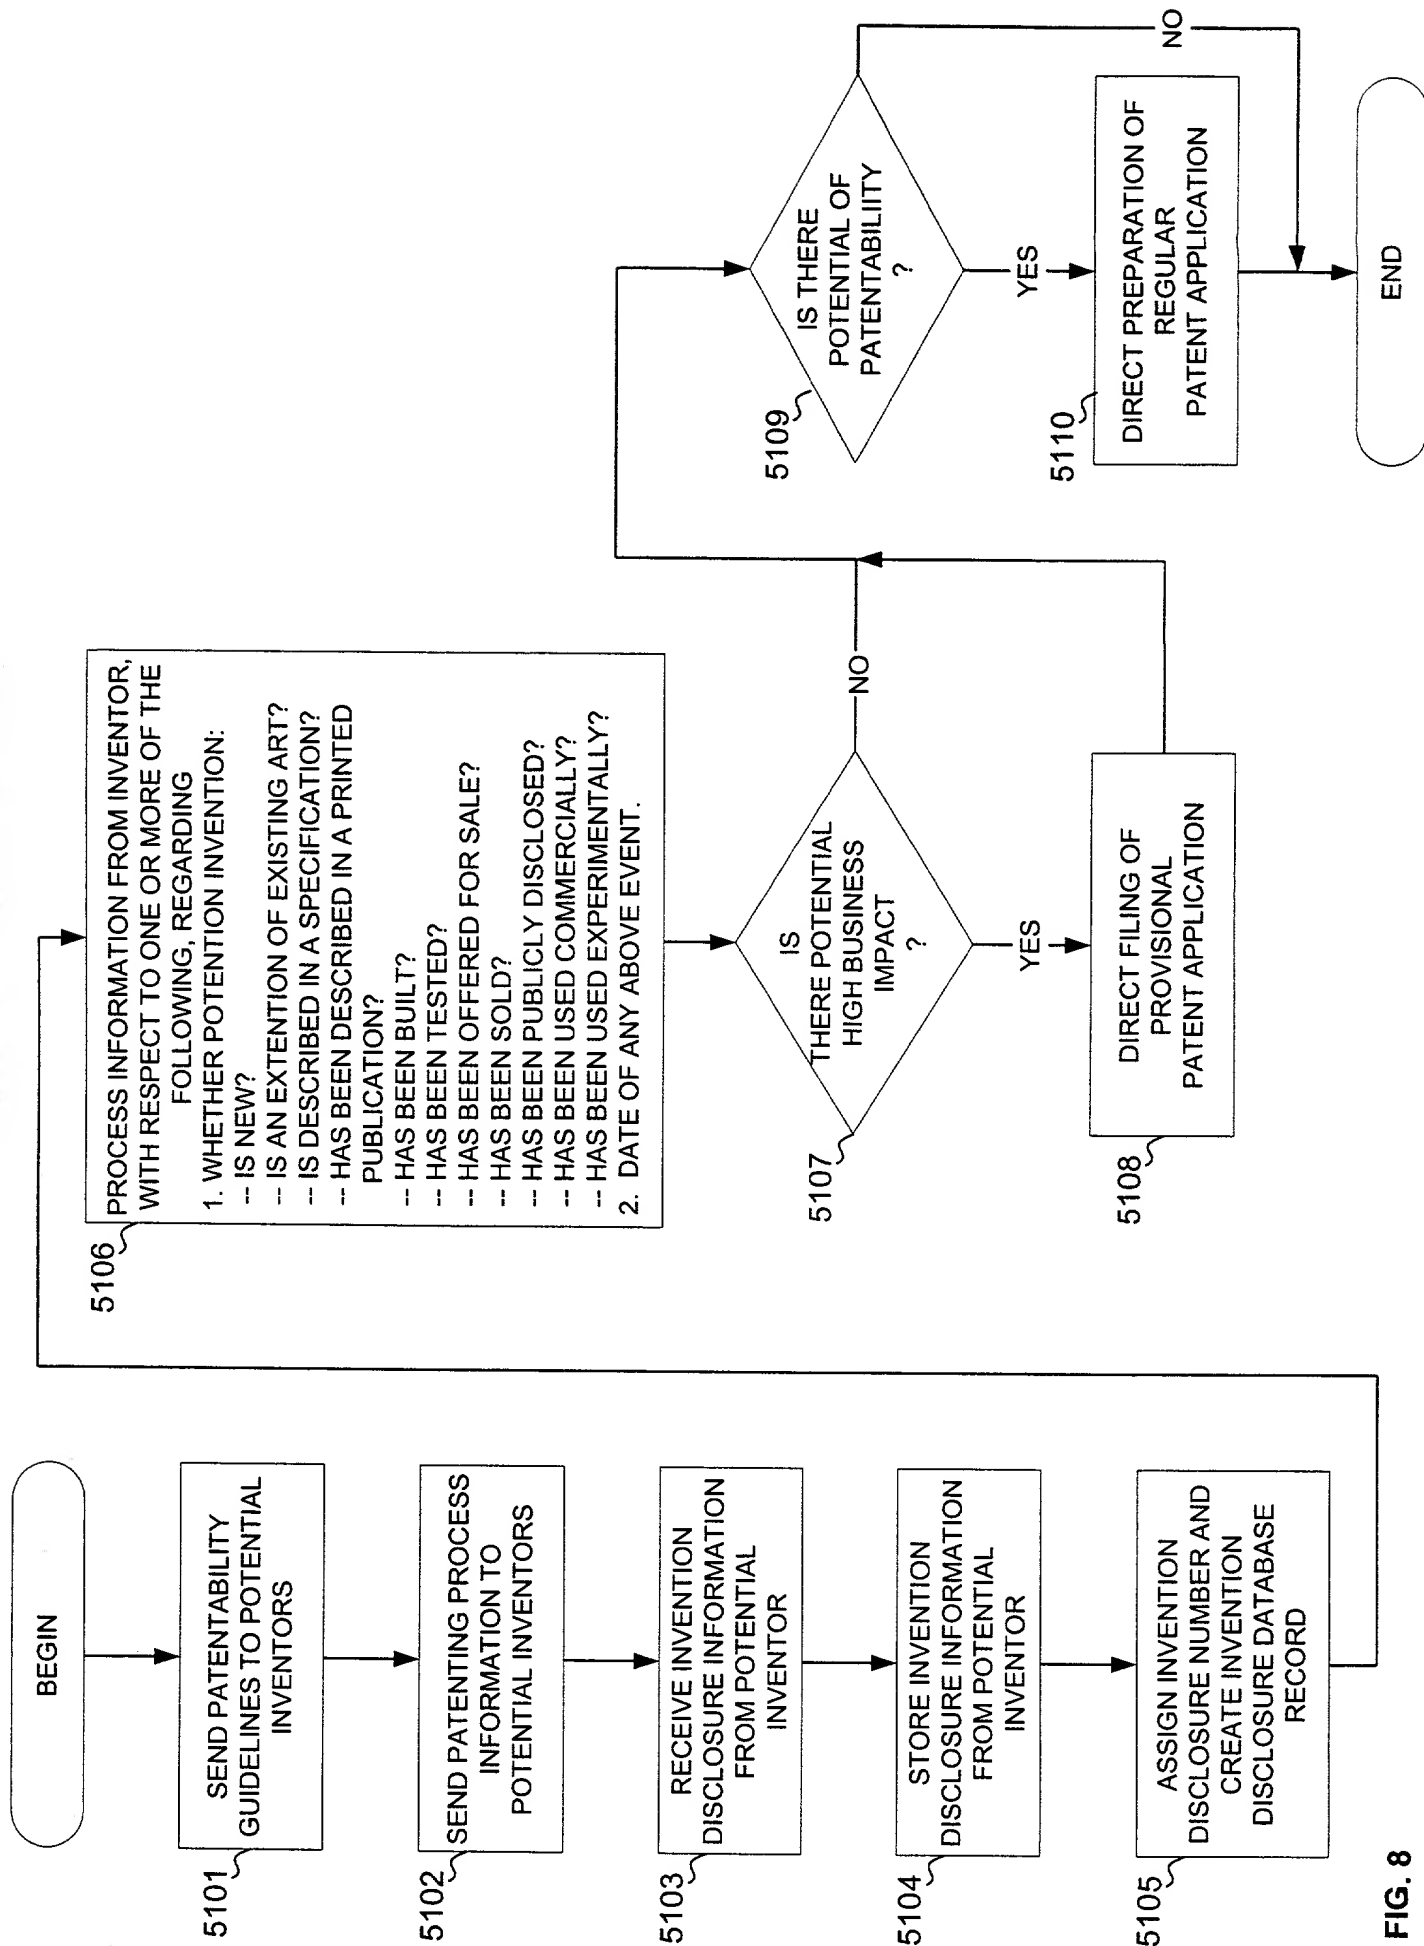 BEGIN
SEND PATENTABILITY
GUIDELINES TO POTENTIAL
INVENTORS
5101
SEND PATENTING PROCESS
INFORMATION TO
POTENTIAL INVENTORS
5102
RECEIVE INVENTION
DISCLOSURE INFORMATION
FROM POTENTIAL
INVENTOR
5103
STORE INVENTION
DISCLOSURE INFORMATION
FROM POTENTIAL
INVENTOR
5104
ASSIGN INVENTION
DISCLOSURE NUMBER AND
CREATE INVENTION
DISCLOSURE DATABASE
RECORD
5105
PROCESS INFORMATION FROM INVENTOR,
WITH RESPECT TO ONE OR MORE OF THE
FOLLOWING, REGARDING
1. WHETHER POTENTION INVENTION:
-- IS NEW?
-- IS AN EXTENTION OF EXISTING ART?
-- IS DESCRIBED IN A SPECIFICATION?
-- HAS BEEN DESCRIBED IN A PRINTED
PUBLICATION?
-- HAS BEEN BUILT?
-- HAS BEEN TESTED?
-- HAS BEEN OFFERED FOR SALE?
-- HAS BEEN SOLD?
-- HAS BEEN PUBLICLY DISCLOSED?
-- HAS BEEN USED COMMERCIALLY?
-- HAS BEEN USED EXPERIMENTALLY?
2. DATE OF ANY ABOVE EVENT.
5106
IS
THERE POTENTIAL
HIGH BUSINESS
IMPACT
?
5107
NO
YES
DIRECT FILING OF
PROVISIONAL
PATENT APPLICATION
5108
IS THERE
POTENTIAL OF
PATENTABILIITY
?
5109
NO
YES
DIRECT PREPARATION OF
REGULAR
PATENT APPLICATION
5110
END
FIG. 8